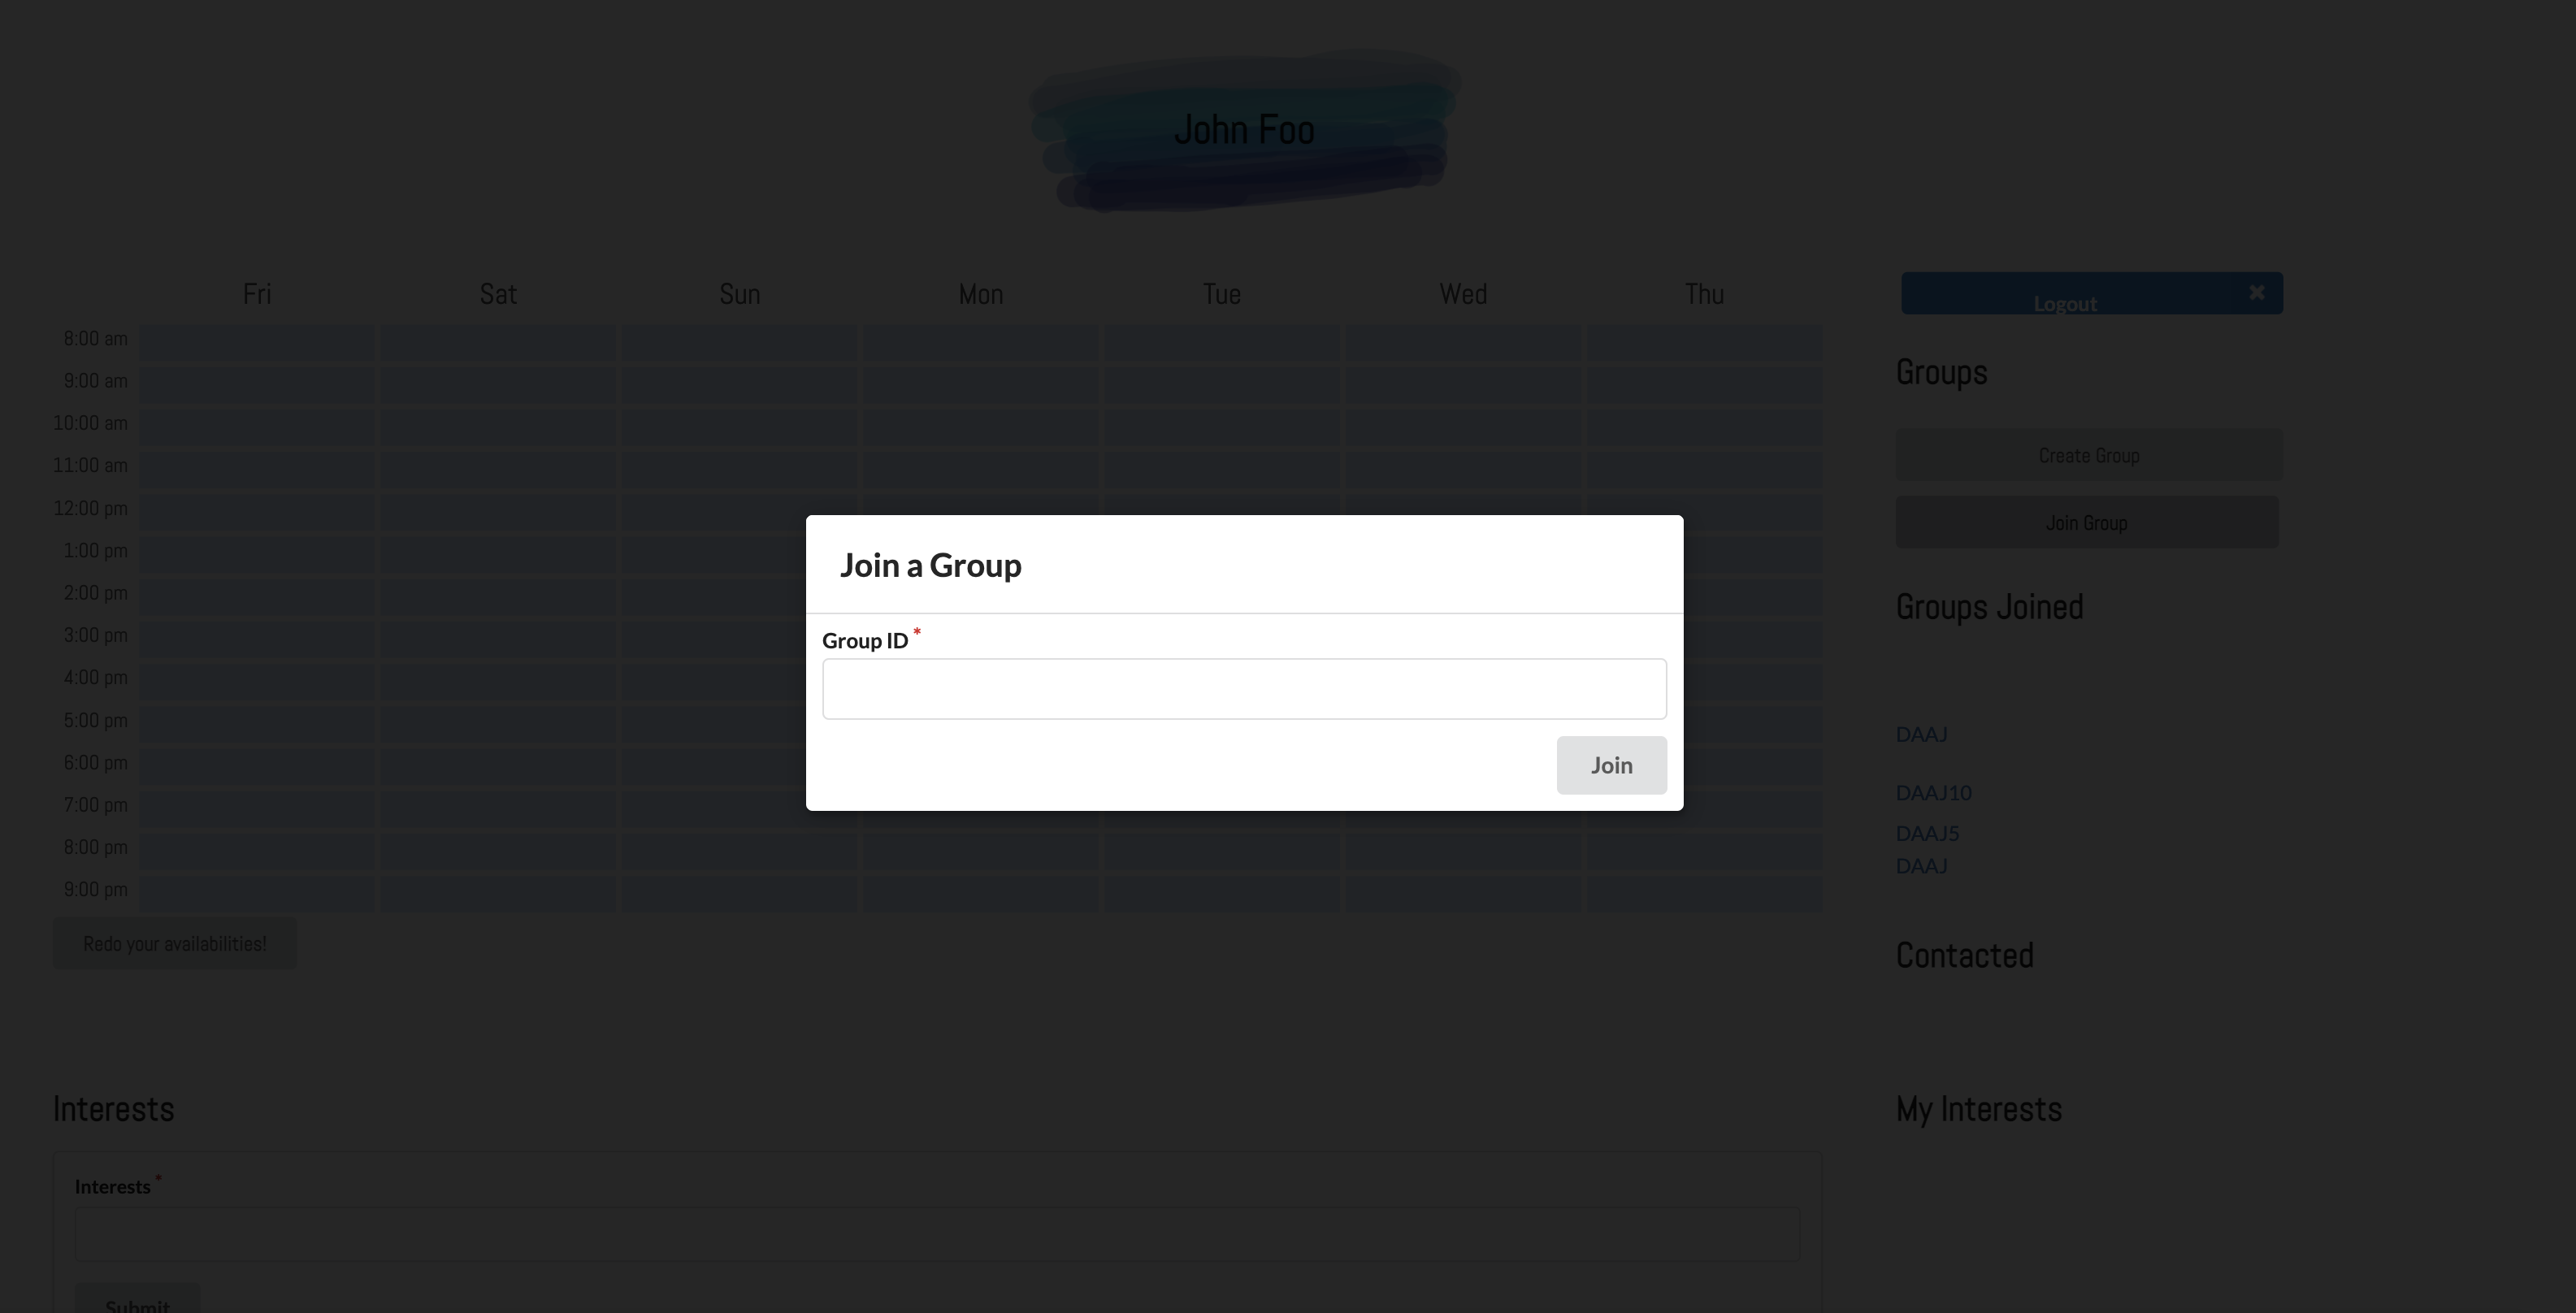 John Foo
Fri Sat Sun Mon Tue Wed Thu
8:00 am
9:00 am
10:00 am
11:00 am
12:00 pm
1:00 pm
2:00 pm
3:00 pm
4:00 pm
5:00 pm
6:00 pm
7:00 pm
8:00 pm
9:00 pm
Redo your availabilities!
Logout
Groups
Create Group
Join Group
Groups Joined
DAAJ
DAAJ10
DAAJ5
DAAJ
Contacted
Join a Group
Group ID *
Join
Interests
Interests *
Submit
My Interests